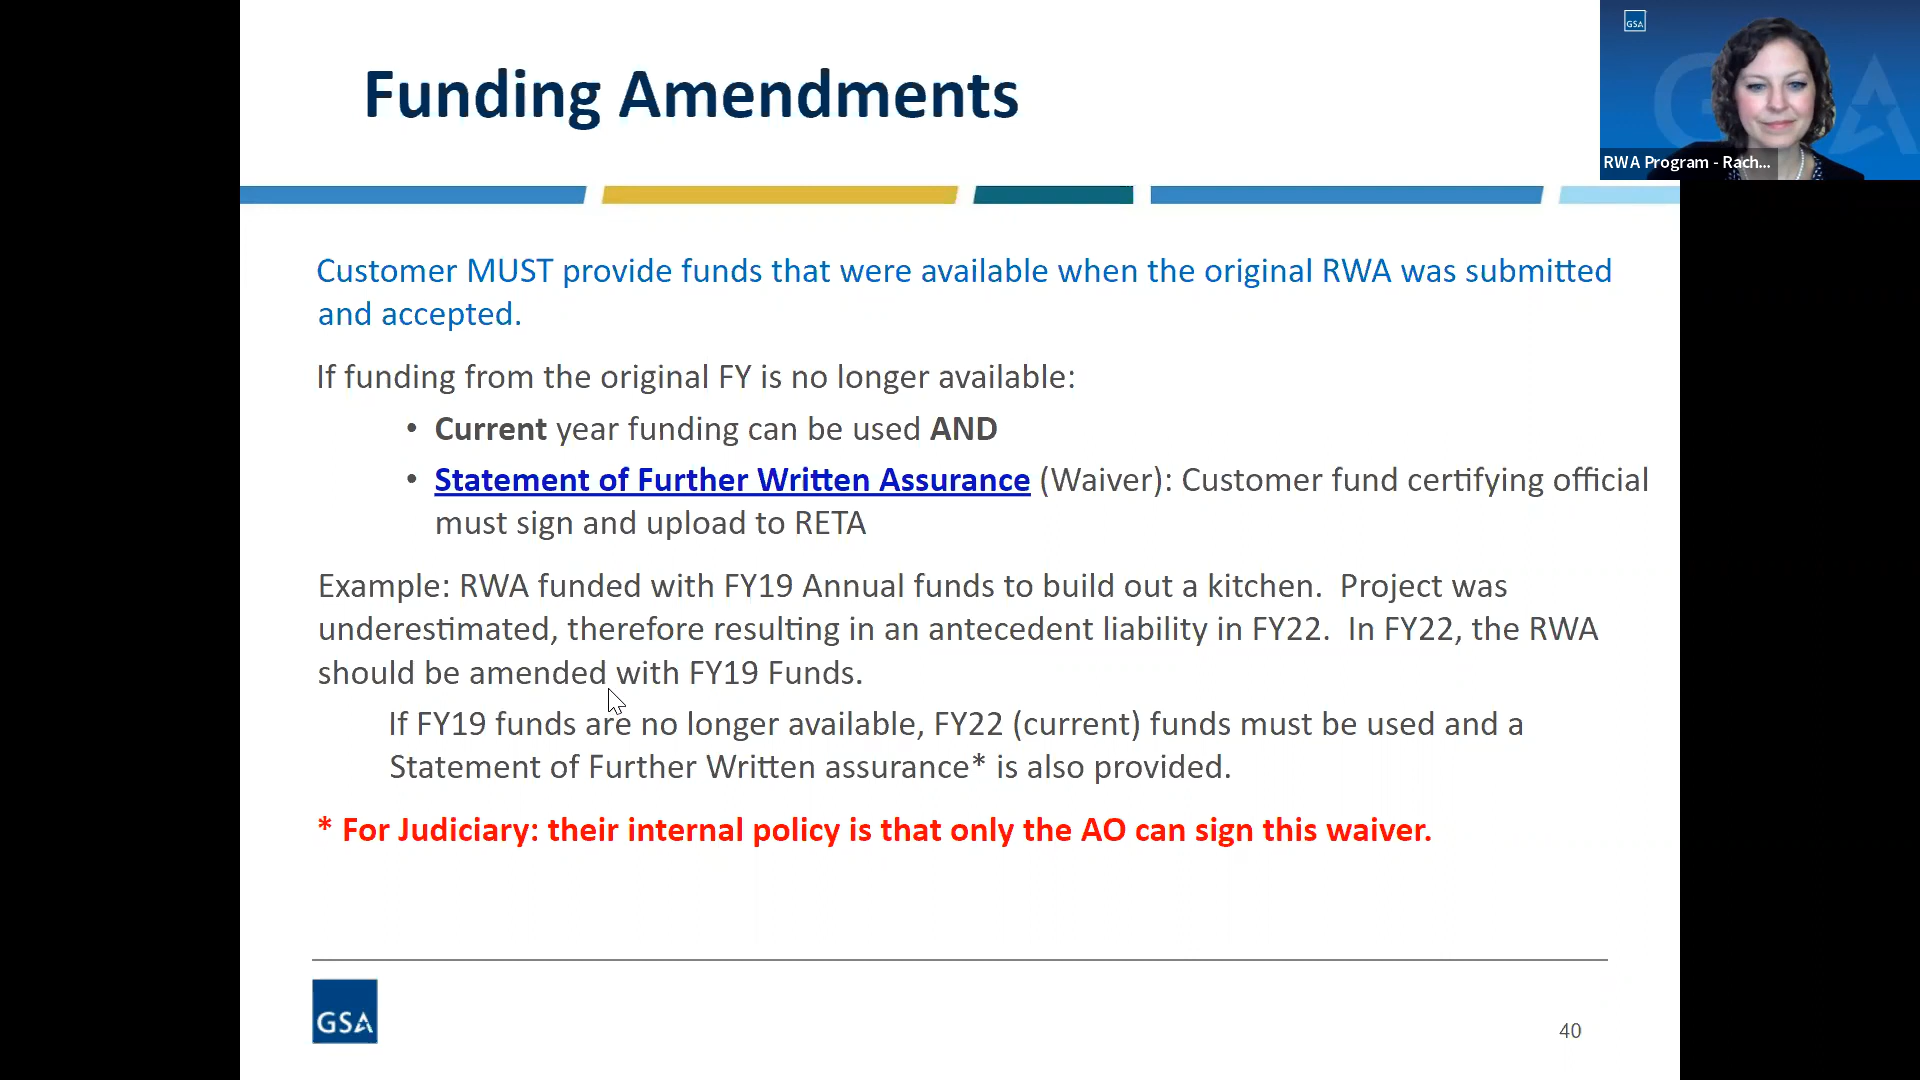 Funding Amendments
GSA
RWA Program - Rach...
Customer MUST provide funds that were available when the original RWA was submitted
and accepted.
If funding from the original FY is no longer available:
• Current year funding can be used AND
• Statement of Further Written Assurance (Waiver): Customer fund certifying official
must sign and upload to RETA
Example: RWA funded with FY19 Annual funds to build out a kitchen.  Project was
underestimated, therefore resulting in an antecedent liability in FY22.  In FY22, the RWA
should be amended with FY19 Funds.
If FY19 funds are no longer available, FY22 (current) funds must be used and a
Statement of Further Written assurance* is also provided.
* For Judiciary: their internal policy is that only the AO can sign this waiver.
GSA
40